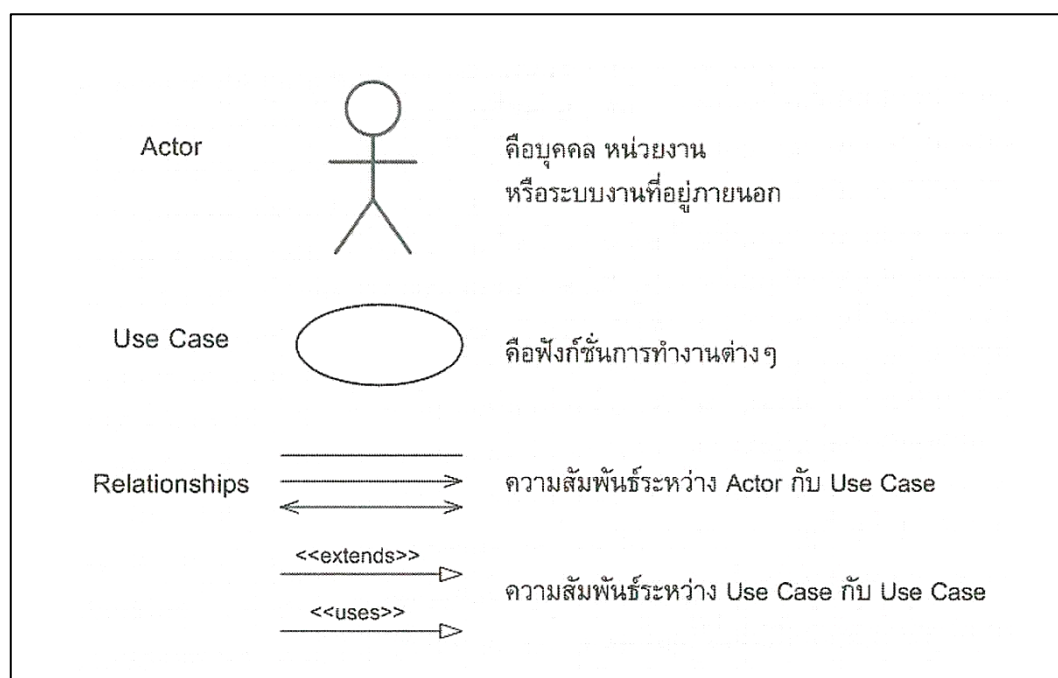 Actor
คือบุคคล หน่วยงาน
หรือระบบงานที่อยู่ภายนอก
Use Case
คือฟังก์ชั่นการทำงานต่างๆ
Relationships
ความสัมพันธ์ระหว่าง Actor กับ Use Case
<<extends>>
<<uses>>
ความสัมพันธ์ระหว่าง Use Case กับ Use Case